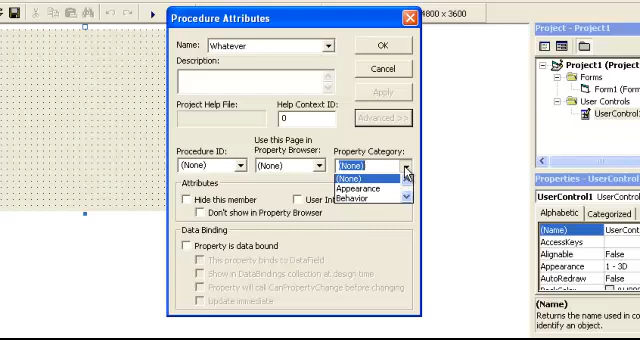 4800 x 3600
Procedure Attributes
Name:
Whatever
OK
Description:
Cancel
Apply
Project Help File:
Help Context ID:
0
Advanced >>
Procedure ID:
Use this Page in
Property Browser:
Property Category:
(None)
(None)
(None)
(None)
Appearance
Behavior
Attributes
Hide this member
User Int
Don't show in Property Browser
Data Binding
Property is data bound
This property binds to DataField
Show in DataBindings collection at design time
Property will call CanPropertyChange before changing
Update immediate
Project - Project1
Project1 (Project
Forms
Form1 (Form
User Controls
UserControl1
Properties - UserControl1
UserControl1 UserControl
Alphabetic Categorized
(Name) UserContro
AccessKeys
Alignable False
Appearance 1 - 3D
AutoRedraw False
BackColor
(Name)
Returns the name used in co
identify an object.